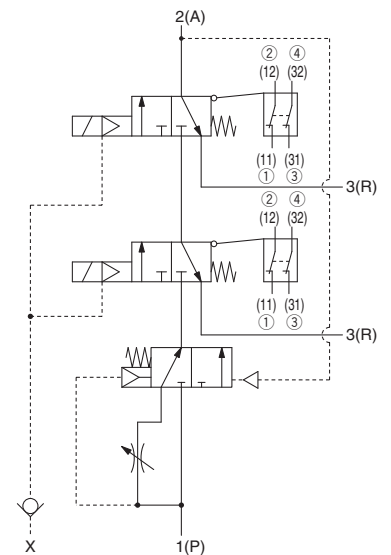 2(A)
② ④
(12) (32)
(11) (31)
① ③
3(R)
② ④
(12) (32)
(11) (31)
① ③
3(R)
X
1(P)